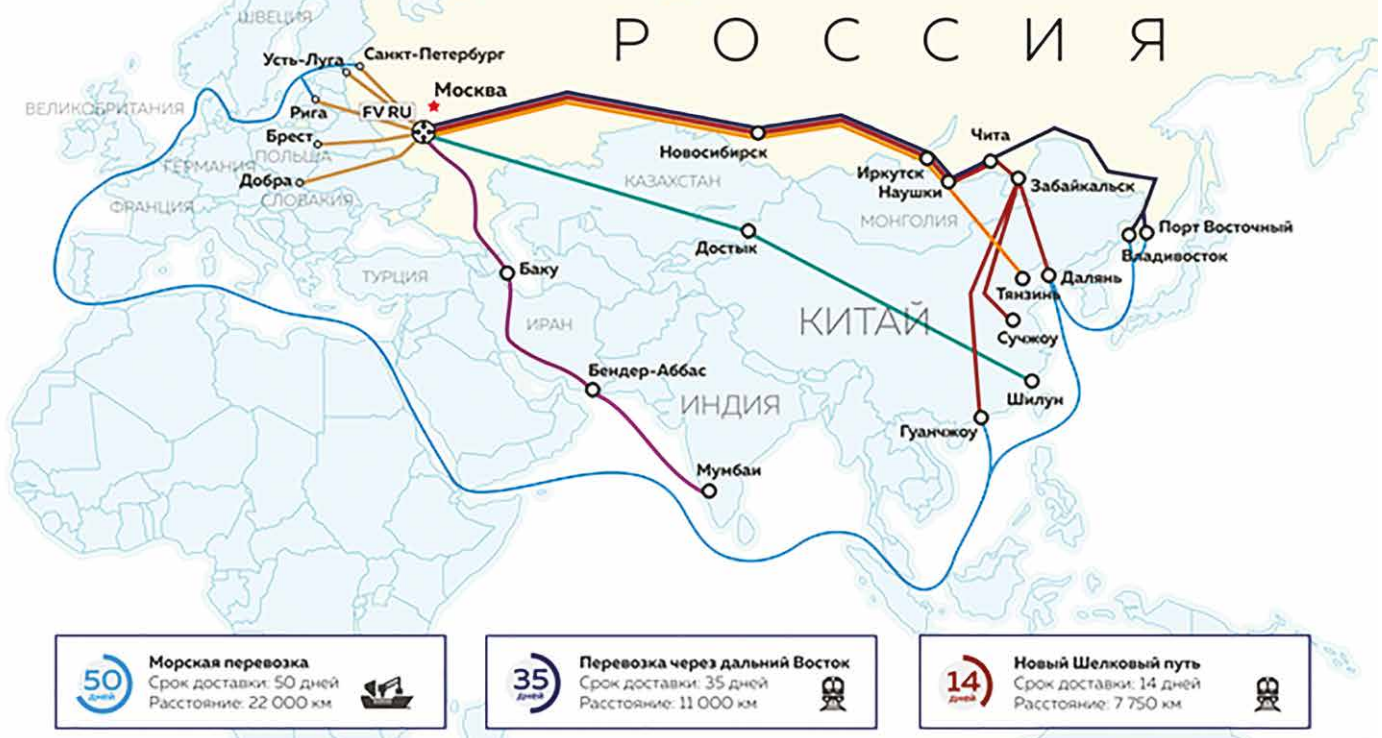 ШВЕЦИЯ
РОССИЯ
Усть-Луга
Санкт-Петербург
Москва
ВЕЛИКОБРИТАНИЯ
Рига
FV RU
Брест
ГЕРМАНИЯ
ПОЛЬША
Добра
СЛОВАКИЯ
ФРАНЦИЯ
Новосибирск
Иркутск
Наушки
Чита
Забайкальск
КАЗАХСТАН
МОНГОЛИЯ
Достык
Порт Восточный
Владивосток
ТУРЦИЯ
Баку
Далянь
Тянзинь
КИТАЙ
ИРАН
Сучжоу
Бендер-Аббас
ИНДИЯ
Шилун
Гуанчжоу
Мумбаи
50
дней
Морская перевозка
Срок доставки: 50 дней
Расстояние: 22 000 км
35
дней
Перевозка через дальний Восток
Срок доставки: 35 дней
Расстояние: 11 000 км
14
дней
Новый Шелковый путь
Срок доставки: 14 дней
Расстояние: 7 750 км